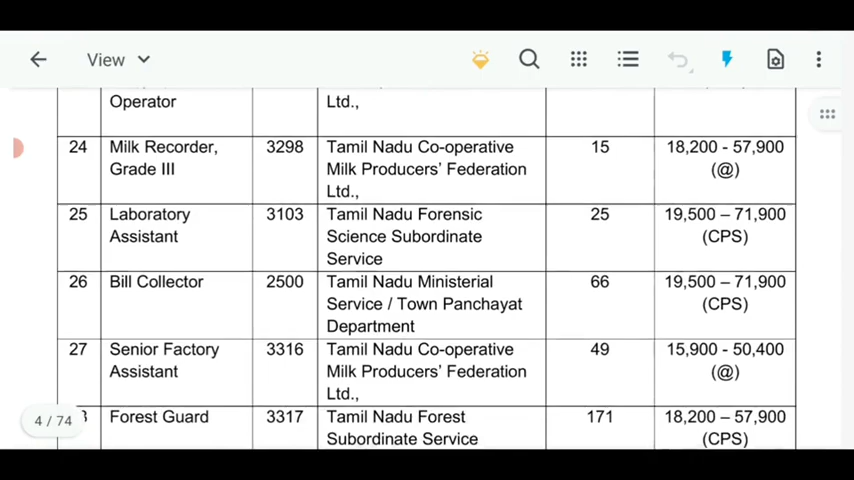 View
Operator
Ltd.,
24 Milk Recorder, 3298 Tamil Nadu Co-operative 15 18,200 - 57,900
Grade III Milk Producers' Federation (@)
Ltd.,
25 Laboratory 3103 Tamil Nadu Forensic 25 19,500 – 71,900
Assistant Science Subordinate (CPS)
Service
26 Bill Collector 2500 Tamil Nadu Ministerial 66 19,500 – 71,900
Service / Town Panchayat (CPS)
Department
27 Senior Factory 3316 Tamil Nadu Co-operative 49 15,900 - 50,400
Assistant Milk Producers' Federation (@)
Ltd.,
4 / 74
Forest Guard 3317 Tamil Nadu Forest 171 18,200 – 57,900
Subordinate Service (CPS)